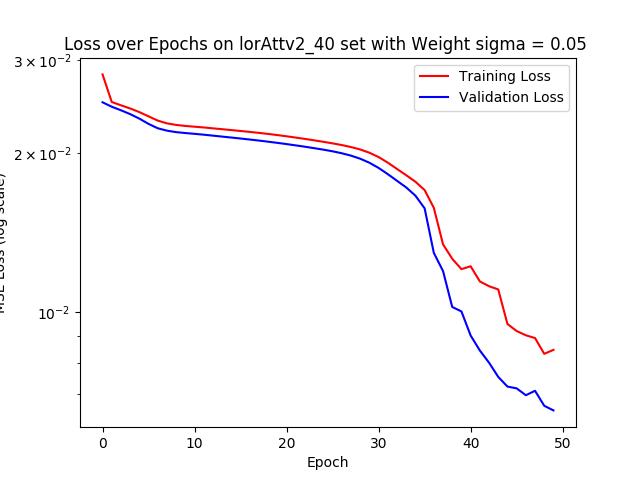 Loss over Epochs on lorAttv2_40 set with Weight sigma = 0.05
Training Loss
Validation Loss
3 × 10⁻²
2 × 10⁻²
10⁻²
MSE Loss (log scale)
0 10 20 30 40 50
Epoch